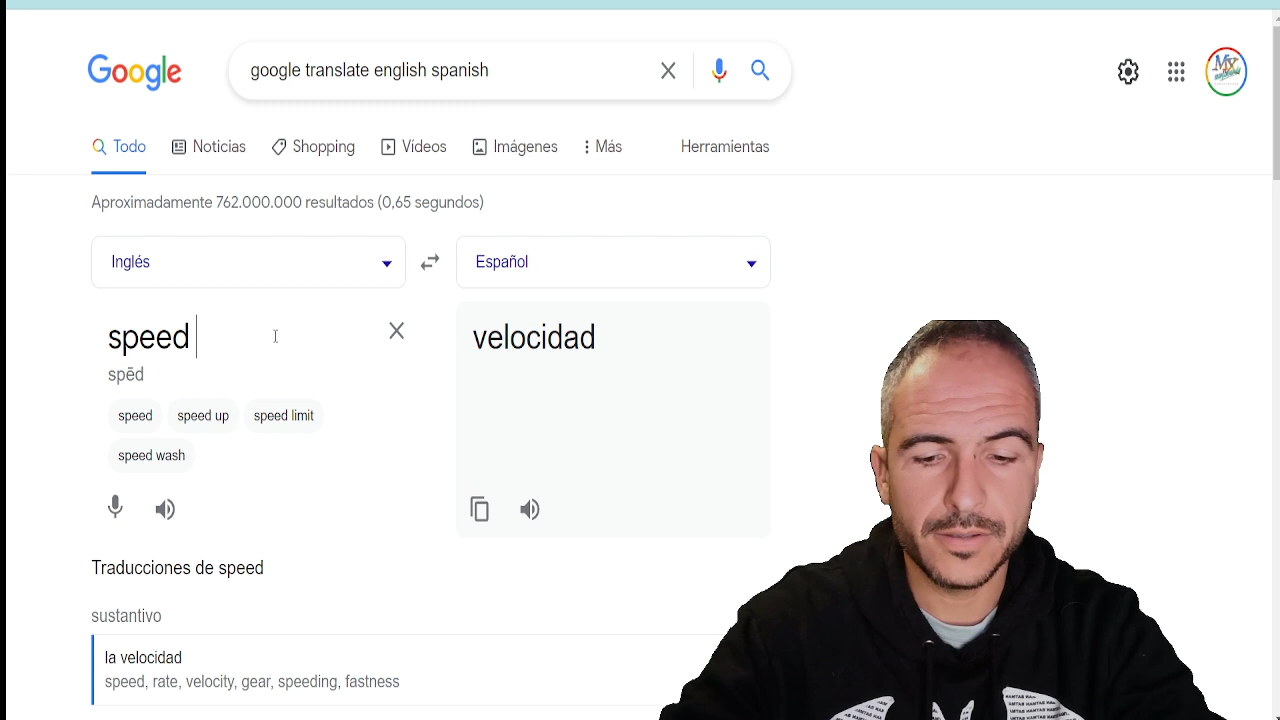 Google
google translate english spanish
Todo Noticias Shopping Vídeos Imágenes Más Herramientas
Aproximadamente 762.000.000 resultados (0,65 segundos)
Inglés Español
speed velocidad
spēd
speed speed up speed limit
speed wash
Traducciones de speed
sustantivo
la velocidad
speed, rate, velocity, gear, speeding, fastness